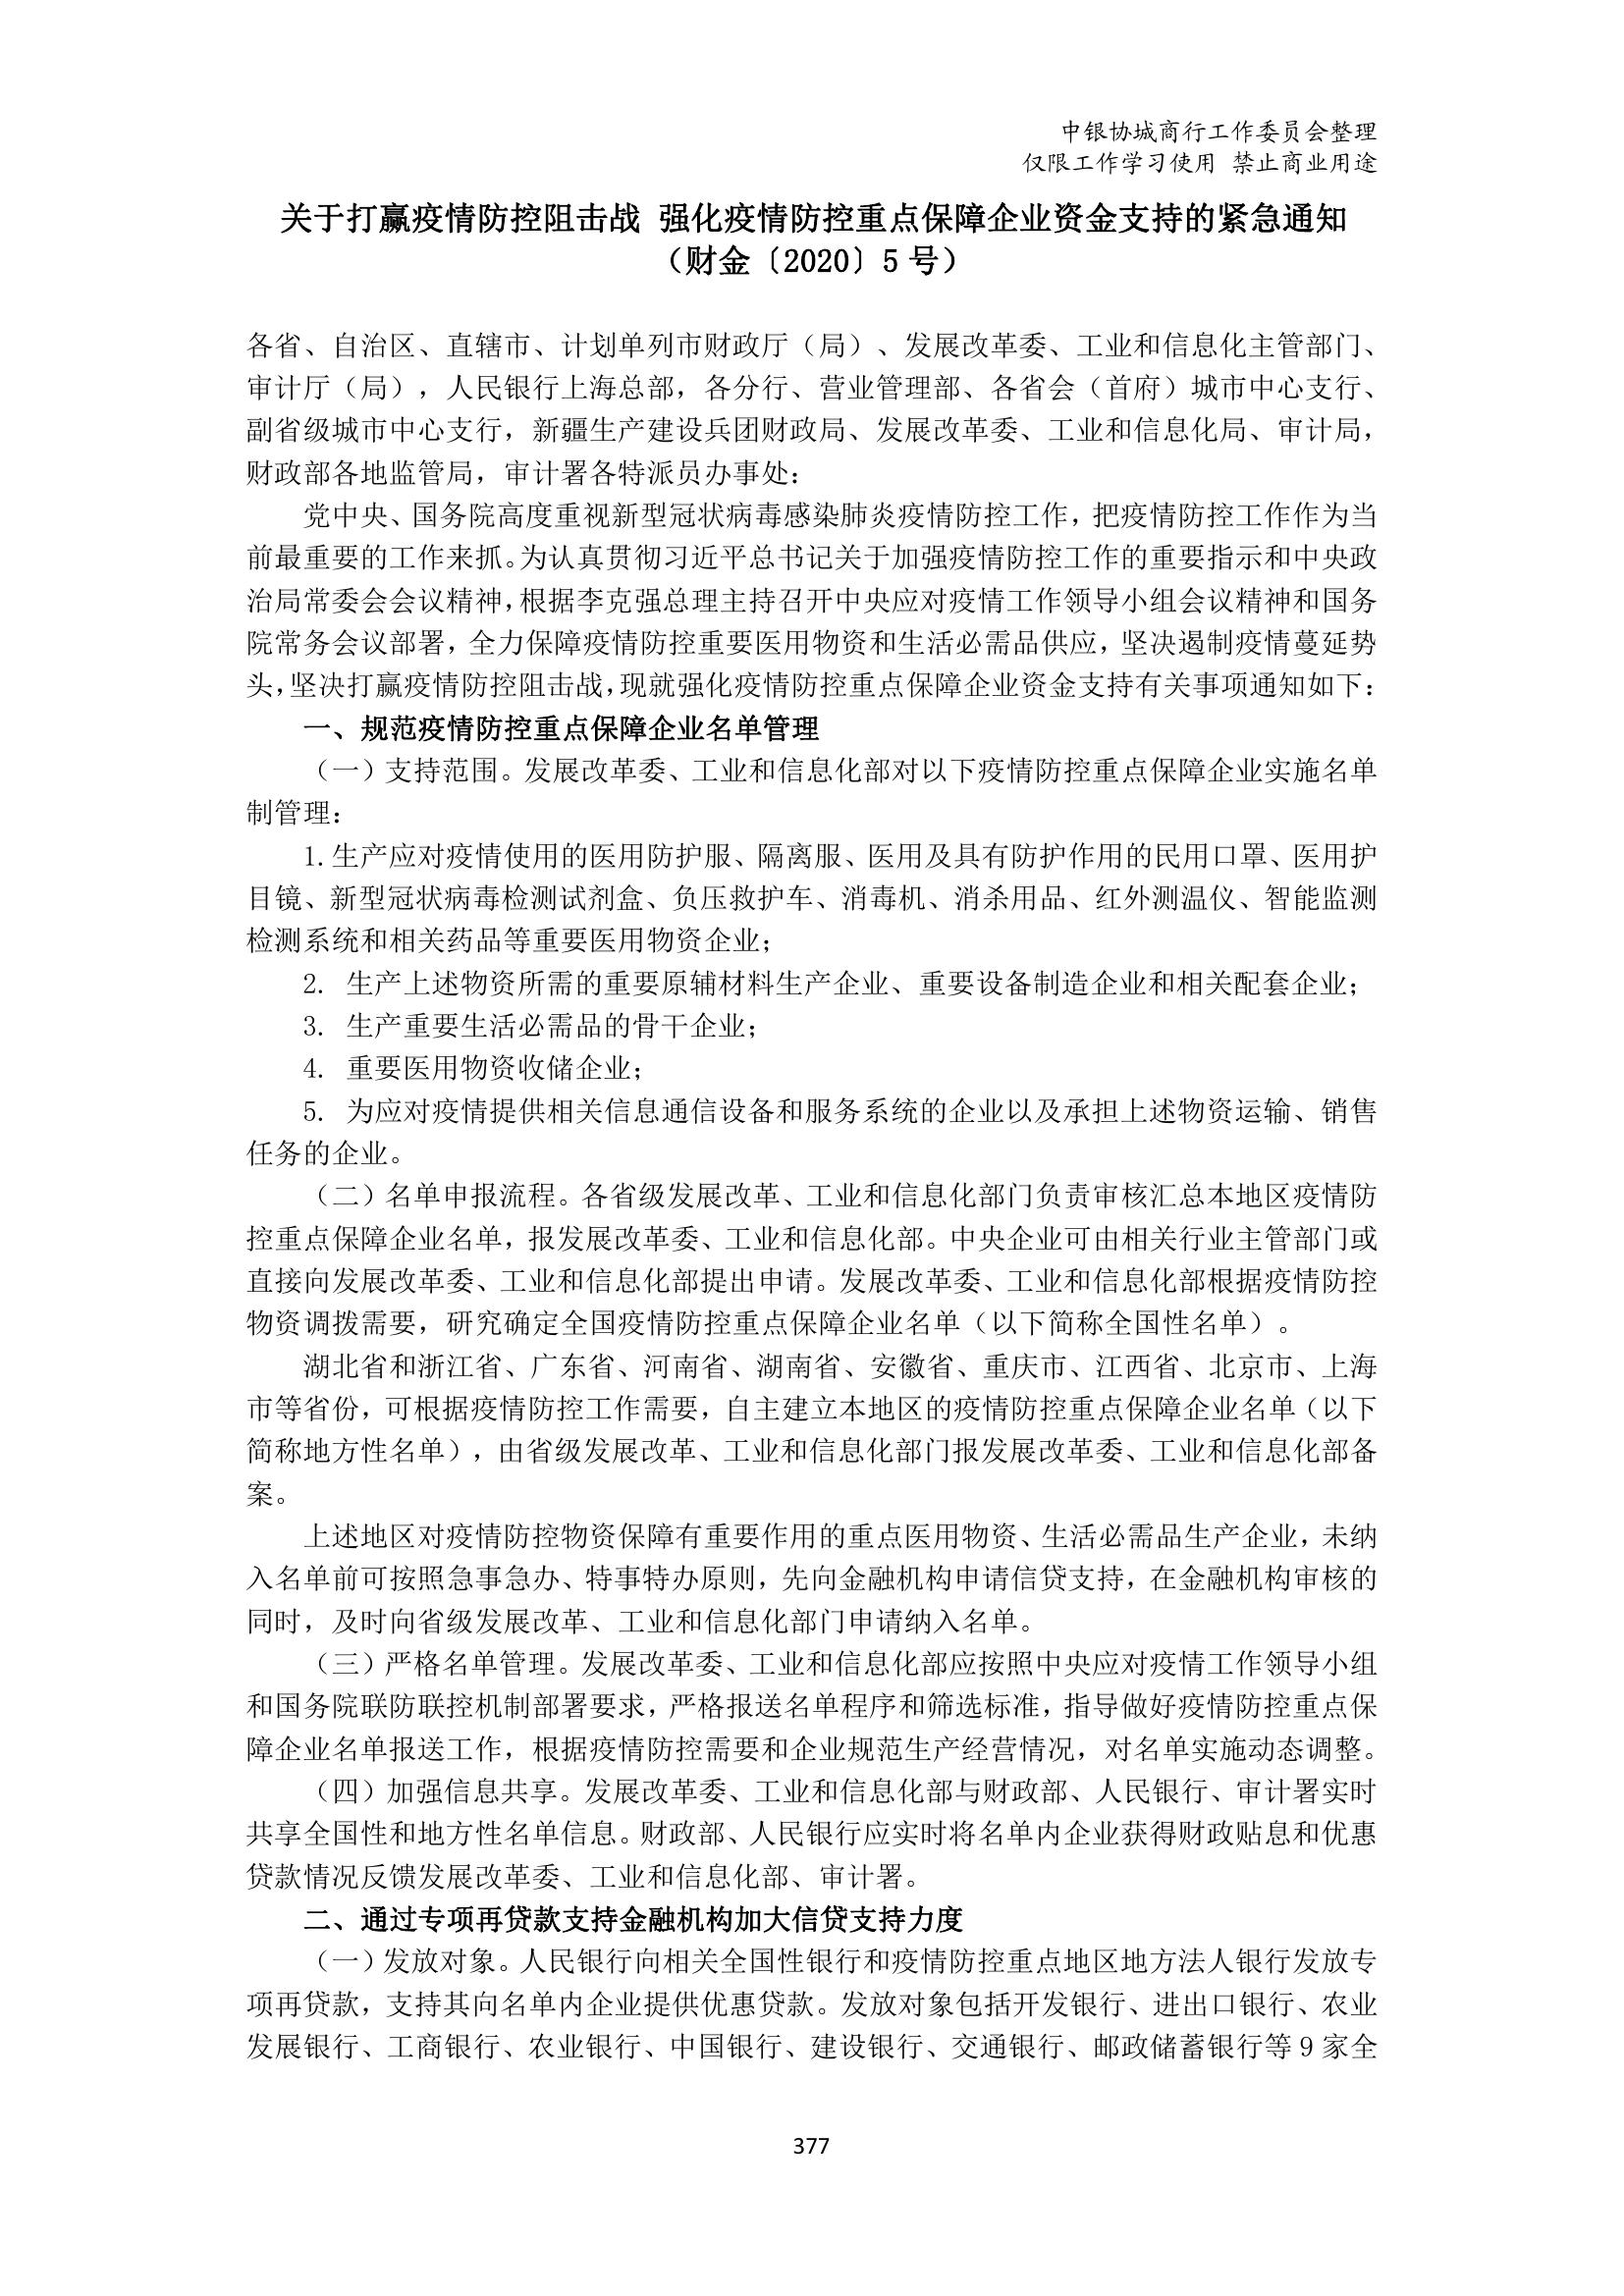 中银协城商行工作委员会整理
仅限工作学习使用 禁止商业用途
关于打赢疫情防控阻击战 强化疫情防控重点保障企业资金支持的紧急通知
（财金〔2020〕5 号）
各省、自治区、直辖市、计划单列市财政厅（局）、发展改革委、工业和信息化主管部门、
审计厅（局），人民银行上海总部，各分行、营业管理部、各省会（首府）城市中心支行、
副省级城市中心支行，新疆生产建设兵团财政局、发展改革委、工业和信息化局、审计局，
财政部各地监管局，审计署各特派员办事处：
党中央、国务院高度重视新型冠状病毒感染肺炎疫情防控工作，把疫情防控工作作为当
前最重要的工作来抓。为认真贯彻习近平总书记关于加强疫情防控工作的重要指示和中央政
治局常委会会议精神，根据李克强总理主持召开中央应对疫情工作领导小组会议精神和国务
院常务会议部署，全力保障疫情防控重要医用物资和生活必需品供应，坚决遏制疫情蔓延势
头，坚决打赢疫情防控阻击战，现就强化疫情防控重点保障企业资金支持有关事项通知如下：
一、规范疫情防控重点保障企业名单管理
（一）支持范围。发展改革委、工业和信息化部对以下疫情防控重点保障企业实施名单
制管理：
1.生产应对疫情使用的医用防护服、隔离服、医用及具有防护作用的民用口罩、医用护
目镜、新型冠状病毒检测试剂盒、负压救护车、消毒机、消杀用品、红外测温仪、智能监测
检测系统和相关药品等重要医用物资企业；
2. 生产上述物资所需的重要原辅材料生产企业、重要设备制造企业和相关配套企业；
3. 生产重要生活必需品的骨干企业；
4. 重要医用物资收储企业；
5. 为应对疫情提供相关信息通信设备和服务系统的企业以及承担上述物资运输、销售
任务的企业。
（二）名单申报流程。各省级发展改革、工业和信息化部门负责审核汇总本地区疫情防
控重点保障企业名单，报发展改革委、工业和信息化部。中央企业可由相关行业主管部门或
直接向发展改革委、工业和信息化部提出申请。发展改革委、工业和信息化部根据疫情防控
物资调拨需要，研究确定全国疫情防控重点保障企业名单（以下简称全国性名单）。
湖北省和浙江省、广东省、河南省、湖南省、安徽省、重庆市、江西省、北京市、上海
市等省份，可根据疫情防控工作需要，自主建立本地区的疫情防控重点保障企业名单（以下
简称地方性名单），由省级发展改革、工业和信息化部门报发展改革委、工业和信息化部备
案。
上述地区对疫情防控物资保障有重要作用的重点医用物资、生活必需品生产企业，未纳
入名单前可按照急事急办、特事特办原则，先向金融机构申请信贷支持，在金融机构审核的
同时，及时向省级发展改革、工业和信息化部门申请纳入名单。
（三）严格名单管理。发展改革委、工业和信息化部应按照中央应对疫情工作领导小组
和国务院联防联控机制部署要求，严格报送名单程序和筛选标准，指导做好疫情防控重点保
障企业名单报送工作，根据疫情防控需要和企业规范生产经营情况，对名单实施动态调整。
（四）加强信息共享。发展改革委、工业和信息化部与财政部、人民银行、审计署实时
共享全国性和地方性名单信息。财政部、人民银行应实时将名单内企业获得财政贴息和优惠
贷款情况反馈发展改革委、工业和信息化部、审计署。
二、通过专项再贷款支持金融机构加大信贷支持力度
（一）发放对象。人民银行向相关全国性银行和疫情防控重点地区地方法人银行发放专
项再贷款，支持其向名单内企业提供优惠贷款。发放对象包括开发银行、进出口银行、农业
发展银行、工商银行、农业银行、中国银行、建设银行、交通银行、邮政储蓄银行等 9 家全
377